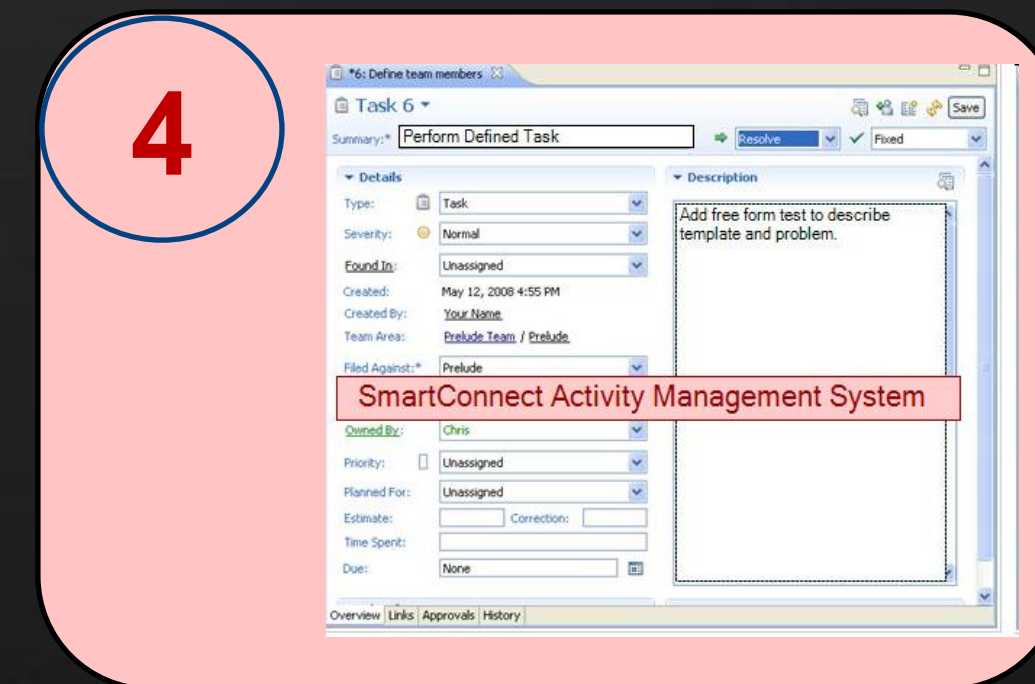 4
*6: Define team members
Task 6
Save
Summary:* Perform Defined Task
Resolve
Fixed
Details
Description
Type: Task
Add free form test to describe
template and problem.
Severity: Normal
Found In: Unassigned
Created: May 12, 2008 4:55 PM
Created By: Your Name
Team Area: Prelude Team / Prelude
Filed Against:* Prelude
SmartConnect Activity Management System
Owned By: Chris
Priority: Unassigned
Planned For: Unassigned
Estimate: Correction:
Time Spent:
Due: None
Overview Links Approvals History